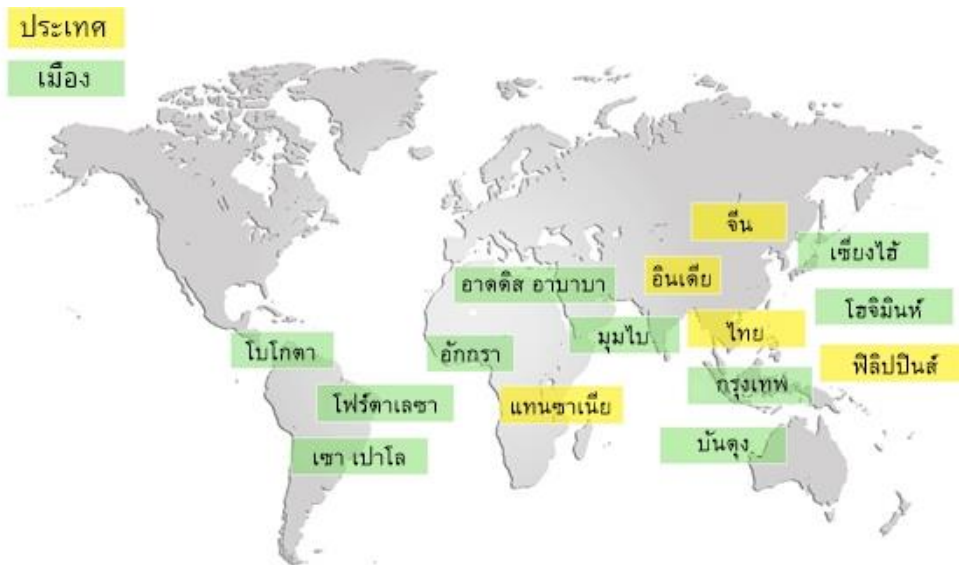 ประเทศ
เมือง
จีน
เซี่ยงไฮ้
อาดดิส อาบาบา
อินเดีย
โฮจิมินห์
มุมไบ
ไทย
โบโกตา
อักกรา
ฟิลิปปินส์
กรุงเทพ
โฟร์ตาเลซา
แทนซาเนีย
บันดุง
เซา เปาโล